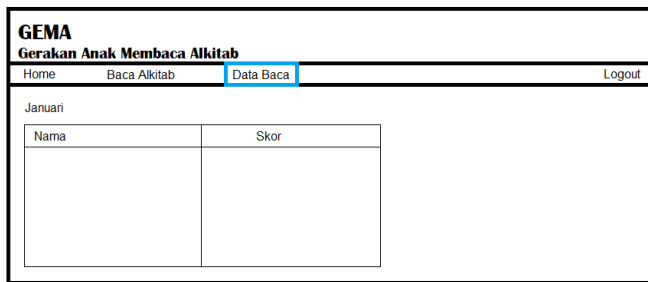 GEMA
Gerakan Anak Membaca Alkitab
Home Baca Alkitab Data Baca Logout
Januari
Nama Skor